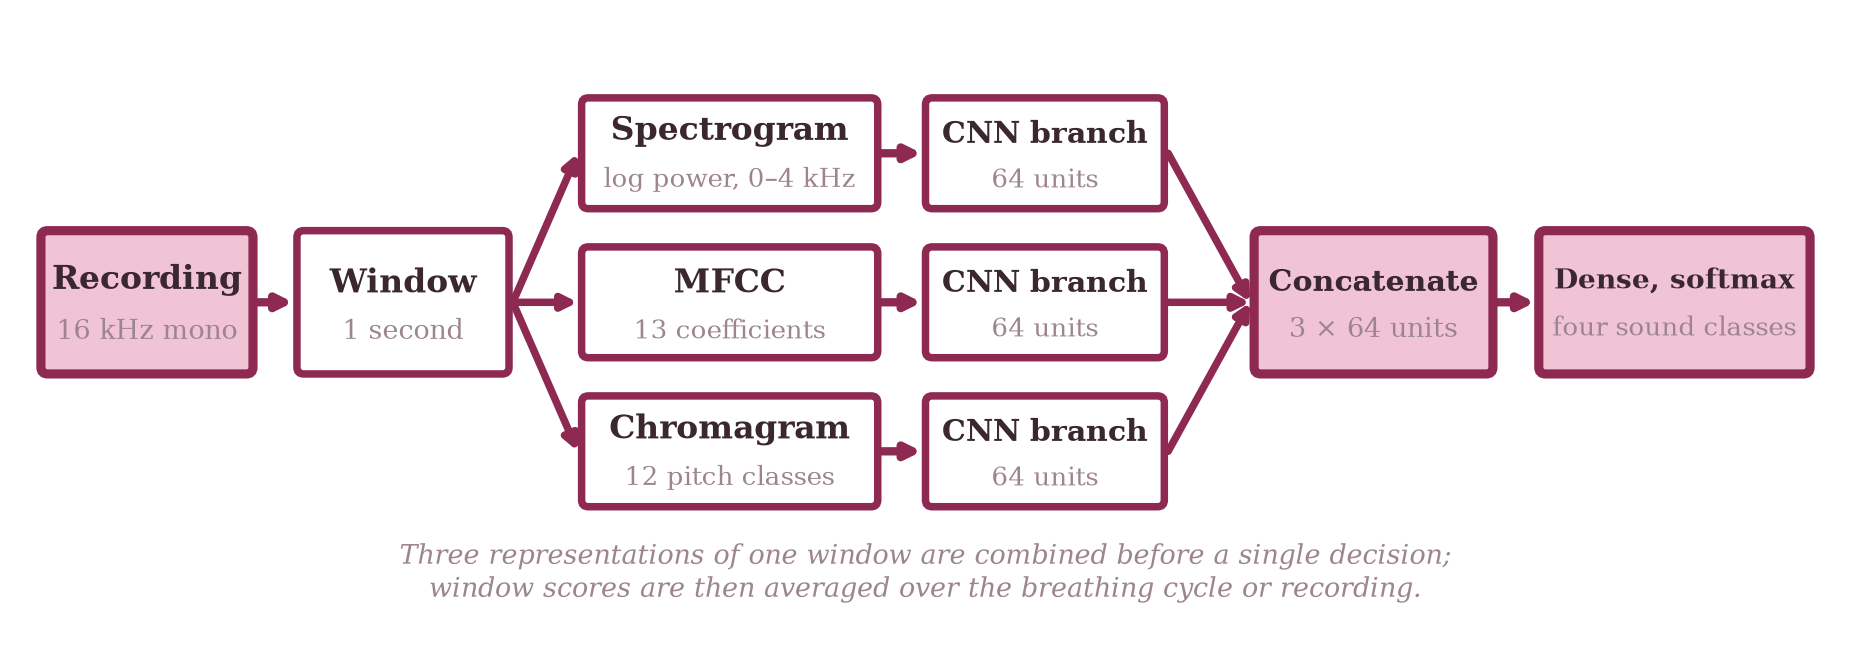 Recording
16 kHz mono
Window
1 second
Spectrogram
log power, 0–4 kHz
CNN branch
64 units
MFCC
13 coefficients
CNN branch
64 units
Chromagram
12 pitch classes
CNN branch
64 units
Concatenate
3 × 64 units
Dense, softmax
four sound classes
Three representations of one window are combined before a single decision;
window scores are then averaged over the breathing cycle or recording.